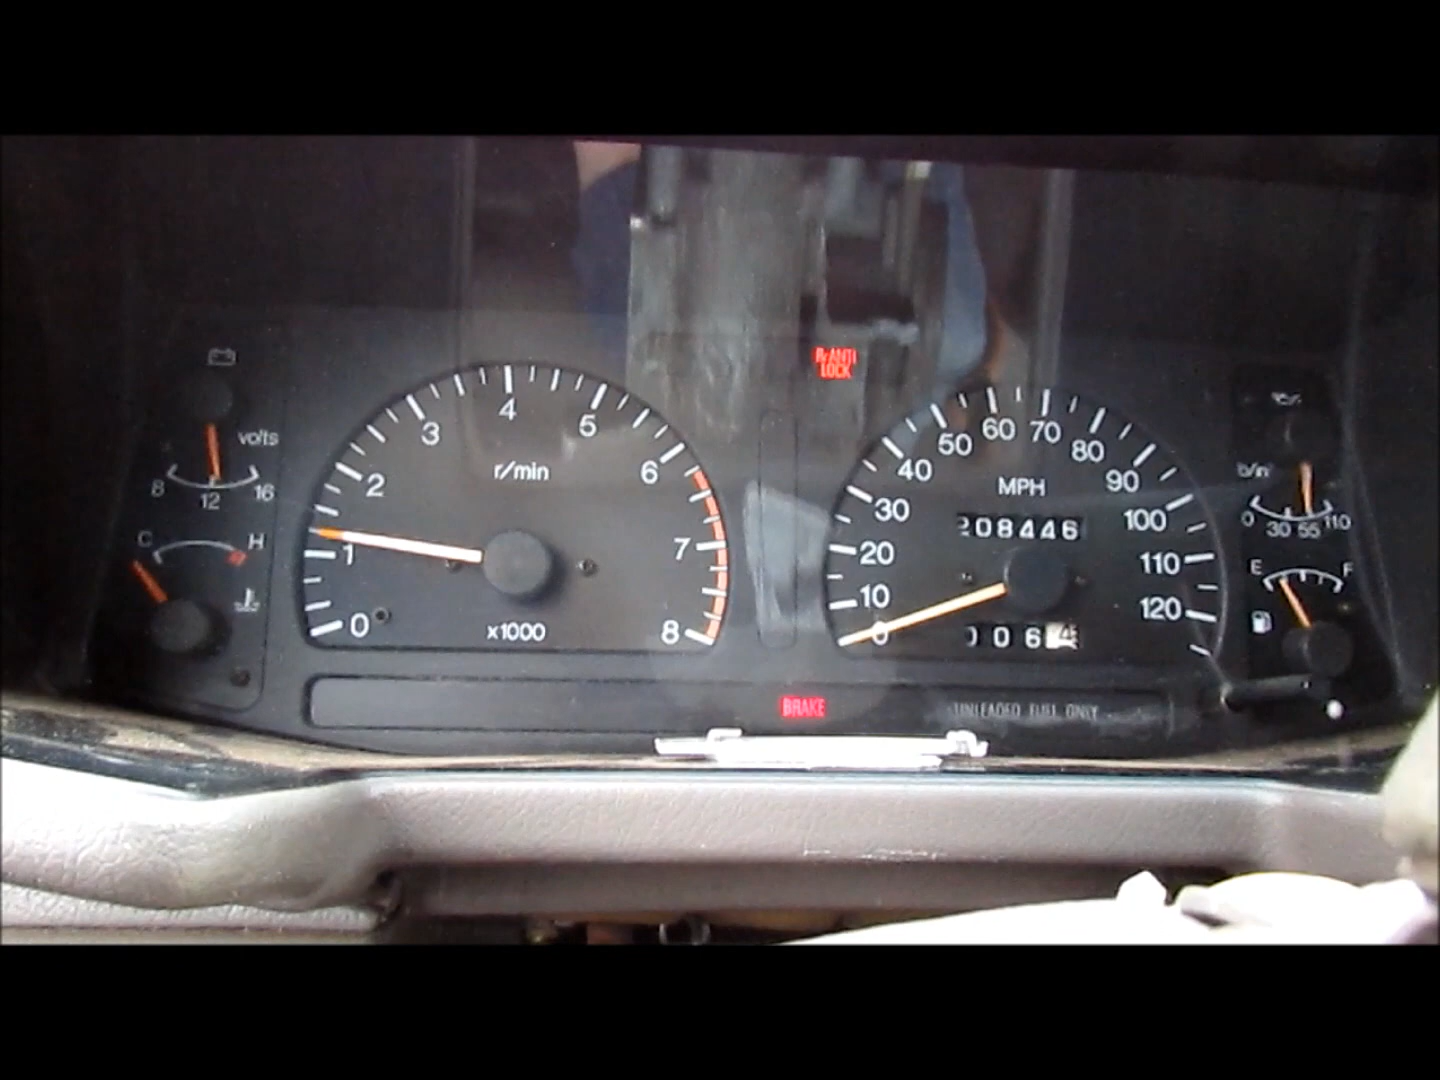 R. ANTI
LOCK
volts
8 12 16
C H
0 1 2 3 4 5 6 7 8
r/min
x1000
0 10 20 30 40 50 60 70 80 90 100 110 120
MPH
208446
0064
0 30 55 110
E F
BRAKE
UNLEADED FUEL ONLY